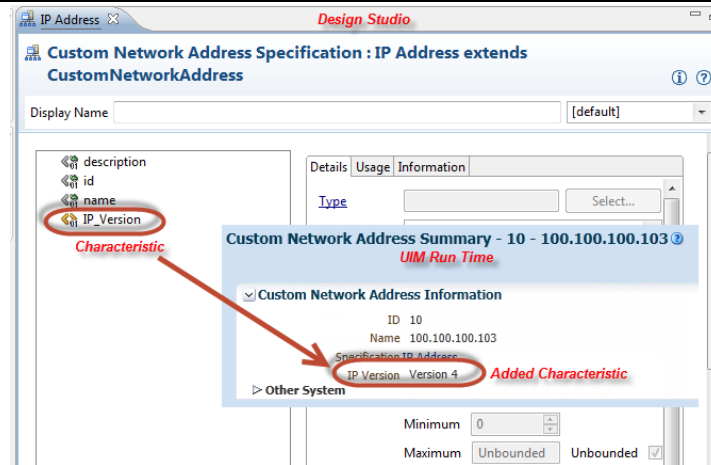 IP Address
Design Studio
Custom Network Address Specification : IP Address extends
CustomNetworkAddress
Display Name
[default]
description
id
name
IP_Version
Characteristic
Details Usage Information
Type
Select...
Custom Network Address Summary - 10 - 100.100.100.103
UIM Run Time
Custom Network Address Information
ID 10
Name 100.100.100.103
Specification IP Address
IP Version Version 4
Added Characteristic
Other System
Minimum 0
Maximum Unbounded Unbounded